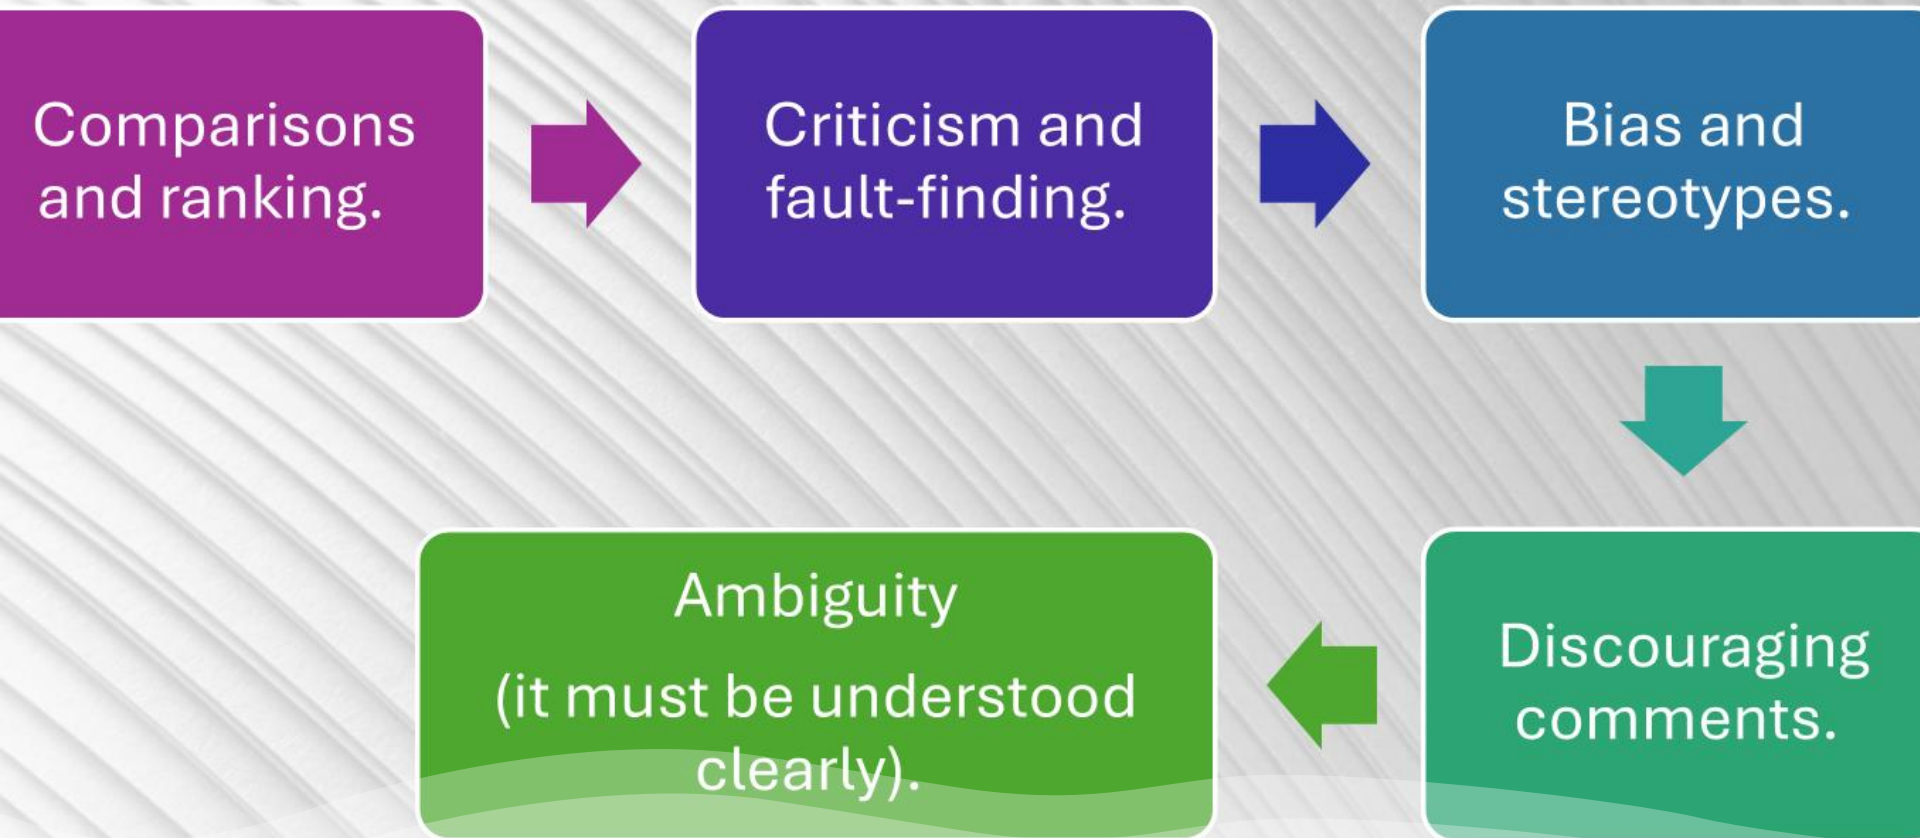 Comparisons
and ranking.
Criticism and
fault-finding.
Bias and
stereotypes.
Discouraging
comments.
Ambiguity
(it must be understood
clearly).